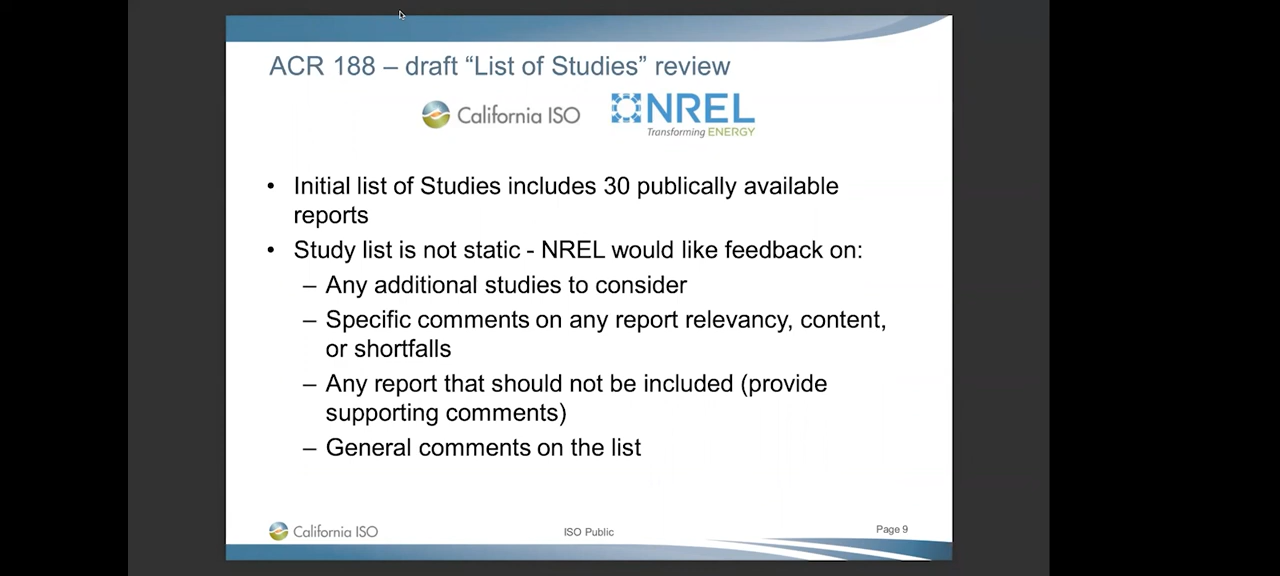 ACR 188 – draft “List of Studies” review
California ISO
NREL
Transforming ENERGY
• Initial list of Studies includes 30 publically available
reports
• Study list is not static - NREL would like feedback on:
– Any additional studies to consider
– Specific comments on any report relevancy, content,
or shortfalls
– Any report that should not be included (provide
supporting comments)
– General comments on the list
California ISO
ISO Public
Page 9